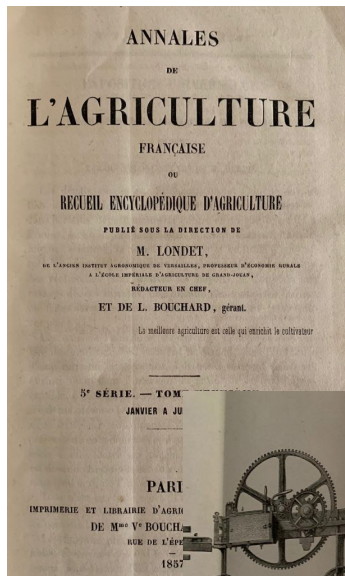 ANNALES
DE
L'AGRICULTURE
FRANÇAISE
OU
RECUEIL ENCYCLOPÉDIQUE D'AGRICULTURE
PUBLIÉ SOUS LA DIRECTION DE
M. LONDET,
DE L'ANCIEN INSTITUT AGRONOMIQUE DE VERSAILLES, PROFESSEUR D'ÉCONOMIE RURALE
A L'ÉCOLE IMPÉRIALE D'AGRICULTURE DE GRAND-JOUAN,
RÉDACTEUR EN CHEF,
ET DE L. BOUCHARD, gérant.
La meilleure agriculture est celle qui enrichit le cultivateur
5e SÉRIE. — TOM
JANVIER A JU
PARI
IMPRIMERIE ET LIBRAIRIE D'AGRIC
DE Mme Ve BOUCHA
RUE DE L'ÉPE
1857